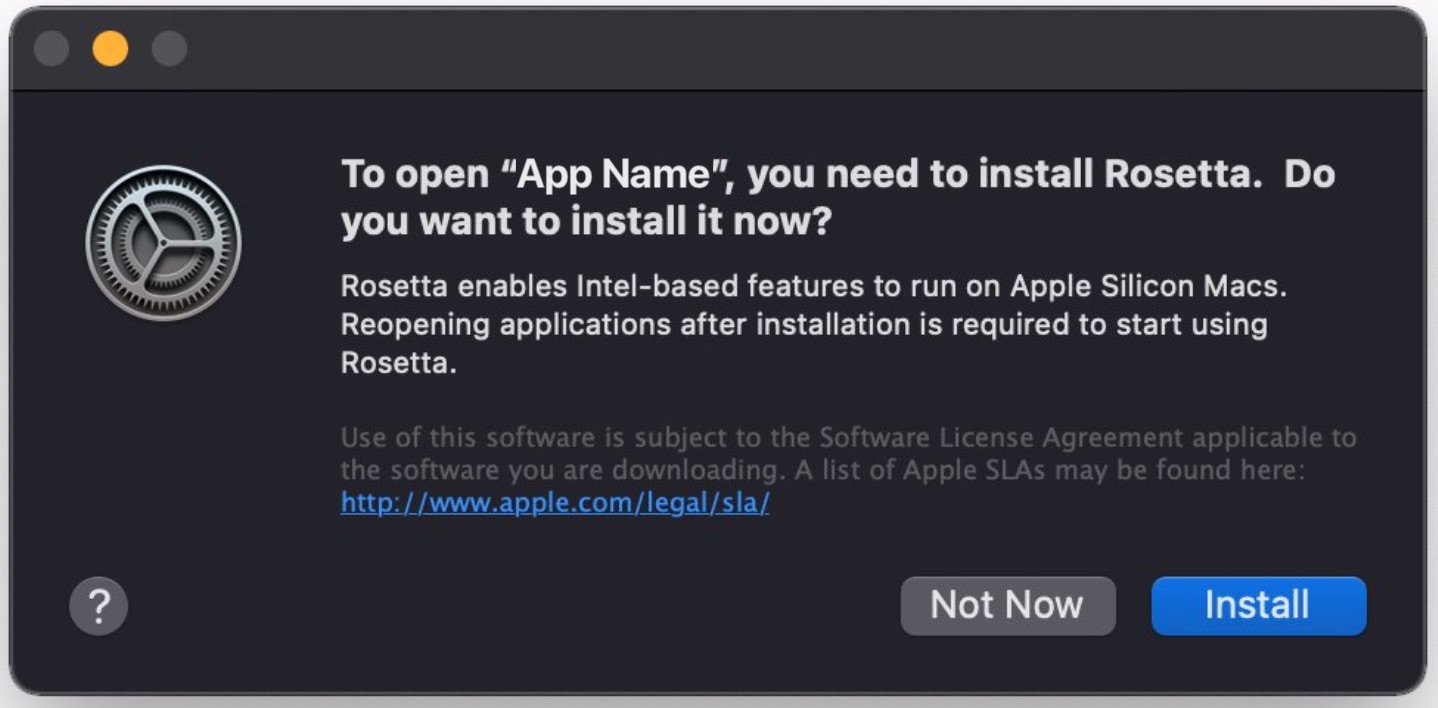 To open “App Name”, you need to install Rosetta.  Do
you want to install it now?
Rosetta enables Intel-based features to run on Apple Silicon Macs.
Reopening applications after installation is required to start using
Rosetta.
Use of this software is subject to the Software License Agreement applicable to
the software you are downloading. A list of Apple SLAs may be found here:
http://www.apple.com/legal/sla/
?
Not Now
Install